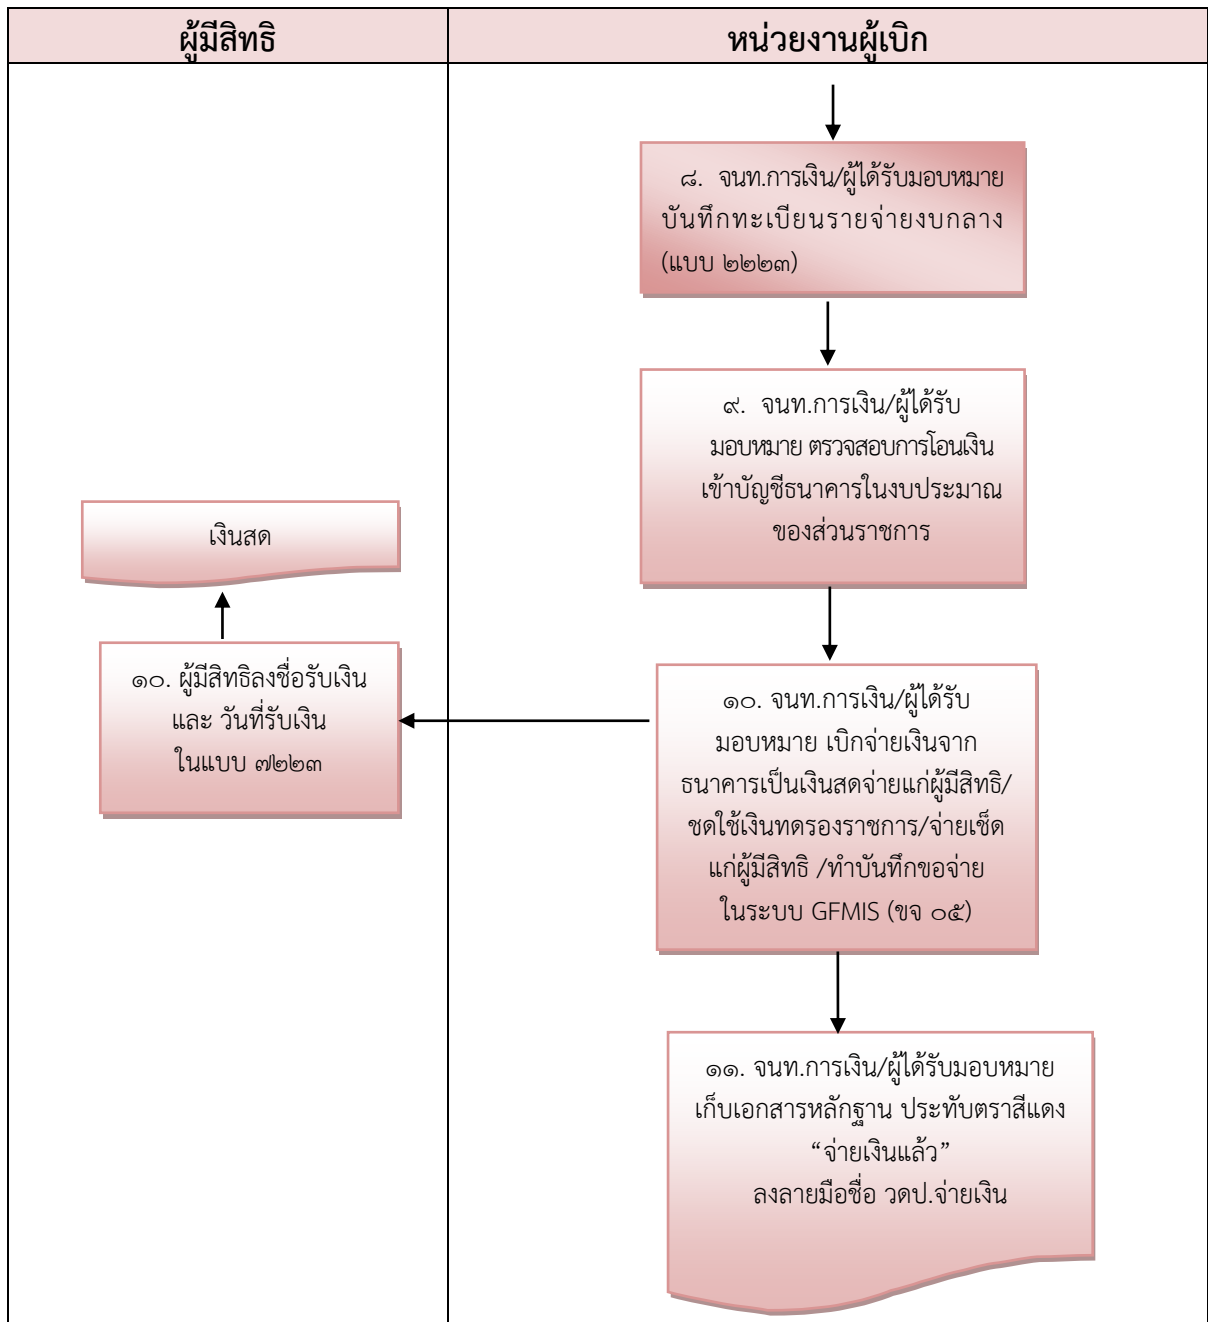 ผู้มีสิทธิ
หน่วยงานผู้เบิก
๘. จนท.การเงิน/ผู้ได้รับมอบหมาย
บันทึกทะเบียนรายจ่ายงบกลาง
(แบบ ๒๒๒๓)
๙. จนท.การเงิน/ผู้ได้รับ
มอบหมาย ตรวจสอบการโอนเงิน
เข้าบัญชีธนาคารในงบประมาณ
ของส่วนราชการ
เงินสด
๑๐. ผู้มีสิทธิลงชื่อรับเงิน
และ วันที่รับเงิน
ในแบบ ๗๒๒๓
๑๐. จนท.การเงิน/ผู้ได้รับ
มอบหมาย เบิกจ่ายเงินจาก
ธนาคารเป็นเงินสดจ่ายแก่ผู้มีสิทธิ/
ชดใช้เงินทดรองราชการ/จ่ายเช็ด
แก่ผู้มีสิทธิ /ทำบันทึกขอจ่าย
ในระบบ GFMIS (ขจ ๐๕)
๑๑. จนท.การเงิน/ผู้ได้รับมอบหมาย
เก็บเอกสารหลักฐาน ประทับตราสีแดง
“จ่ายเงินแล้ว”
ลงลายมือชื่อ วดป.จ่ายเงิน